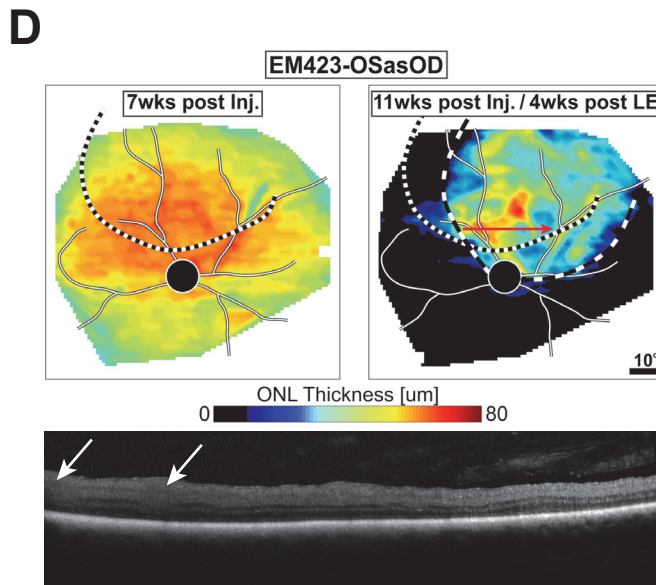 D
EM423-OSasOD
7wks post Inj.
11wks post Inj. / 4wks post LE
10°
ONL Thickness [um]
0
80